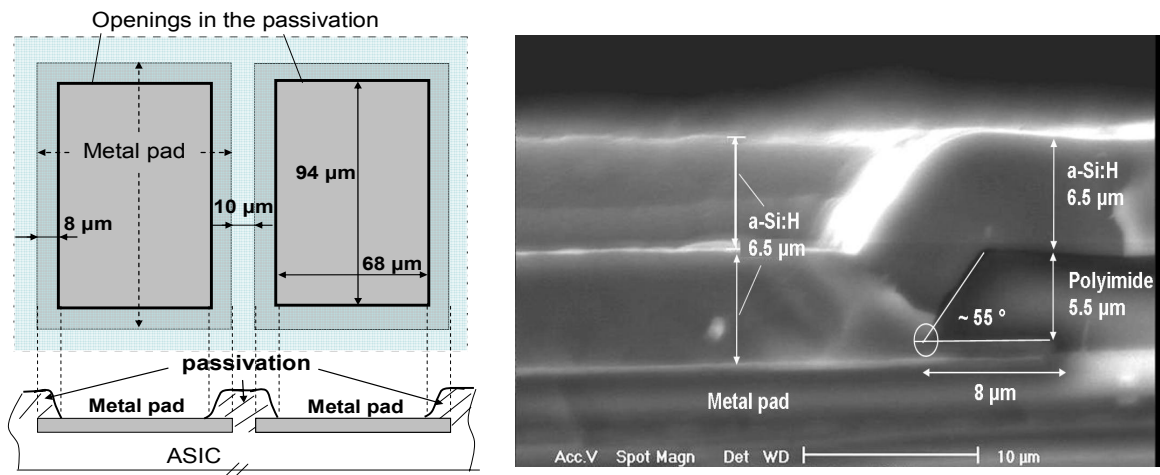 Openings in the passivation
Metal pad
94 µm
10 µm
8 µm
68 µm
passivation
Metal pad
Metal pad
ASIC
a-Si:H
6.5 µm
a-Si:H
6.5 µm
Polyimide
5.5 µm
~ 55 °
8 µm
Metal pad
Acc.V Spot Magn Det WD 10 µm